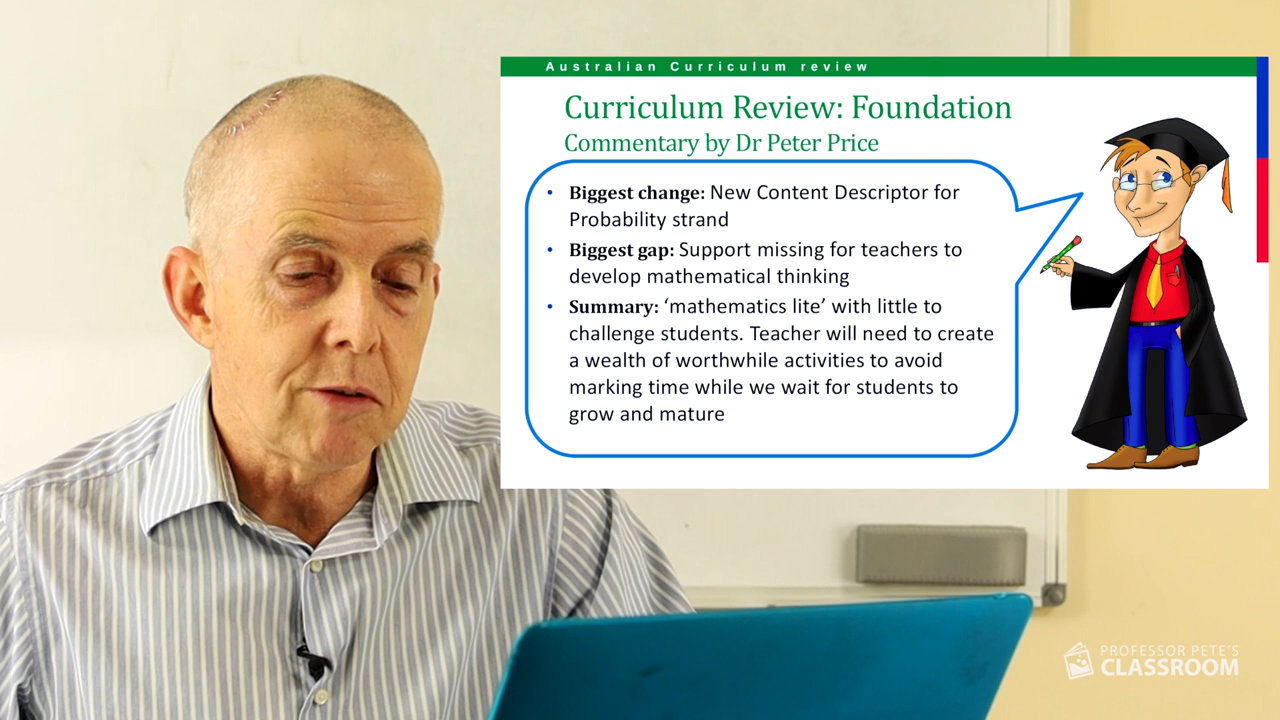 Australian Curriculum review
Curriculum Review: Foundation
Commentary by Dr Peter Price
• Biggest change: New Content Descriptor for
Probability strand
• Biggest gap: Support missing for teachers to
develop mathematical thinking
• Summary: ‘mathematics lite’ with little to
challenge students. Teacher will need to create
a wealth of worthwhile activities to avoid
marking time while we wait for students to
grow and mature
PROFESSOR PETE'S
CLASSROOM